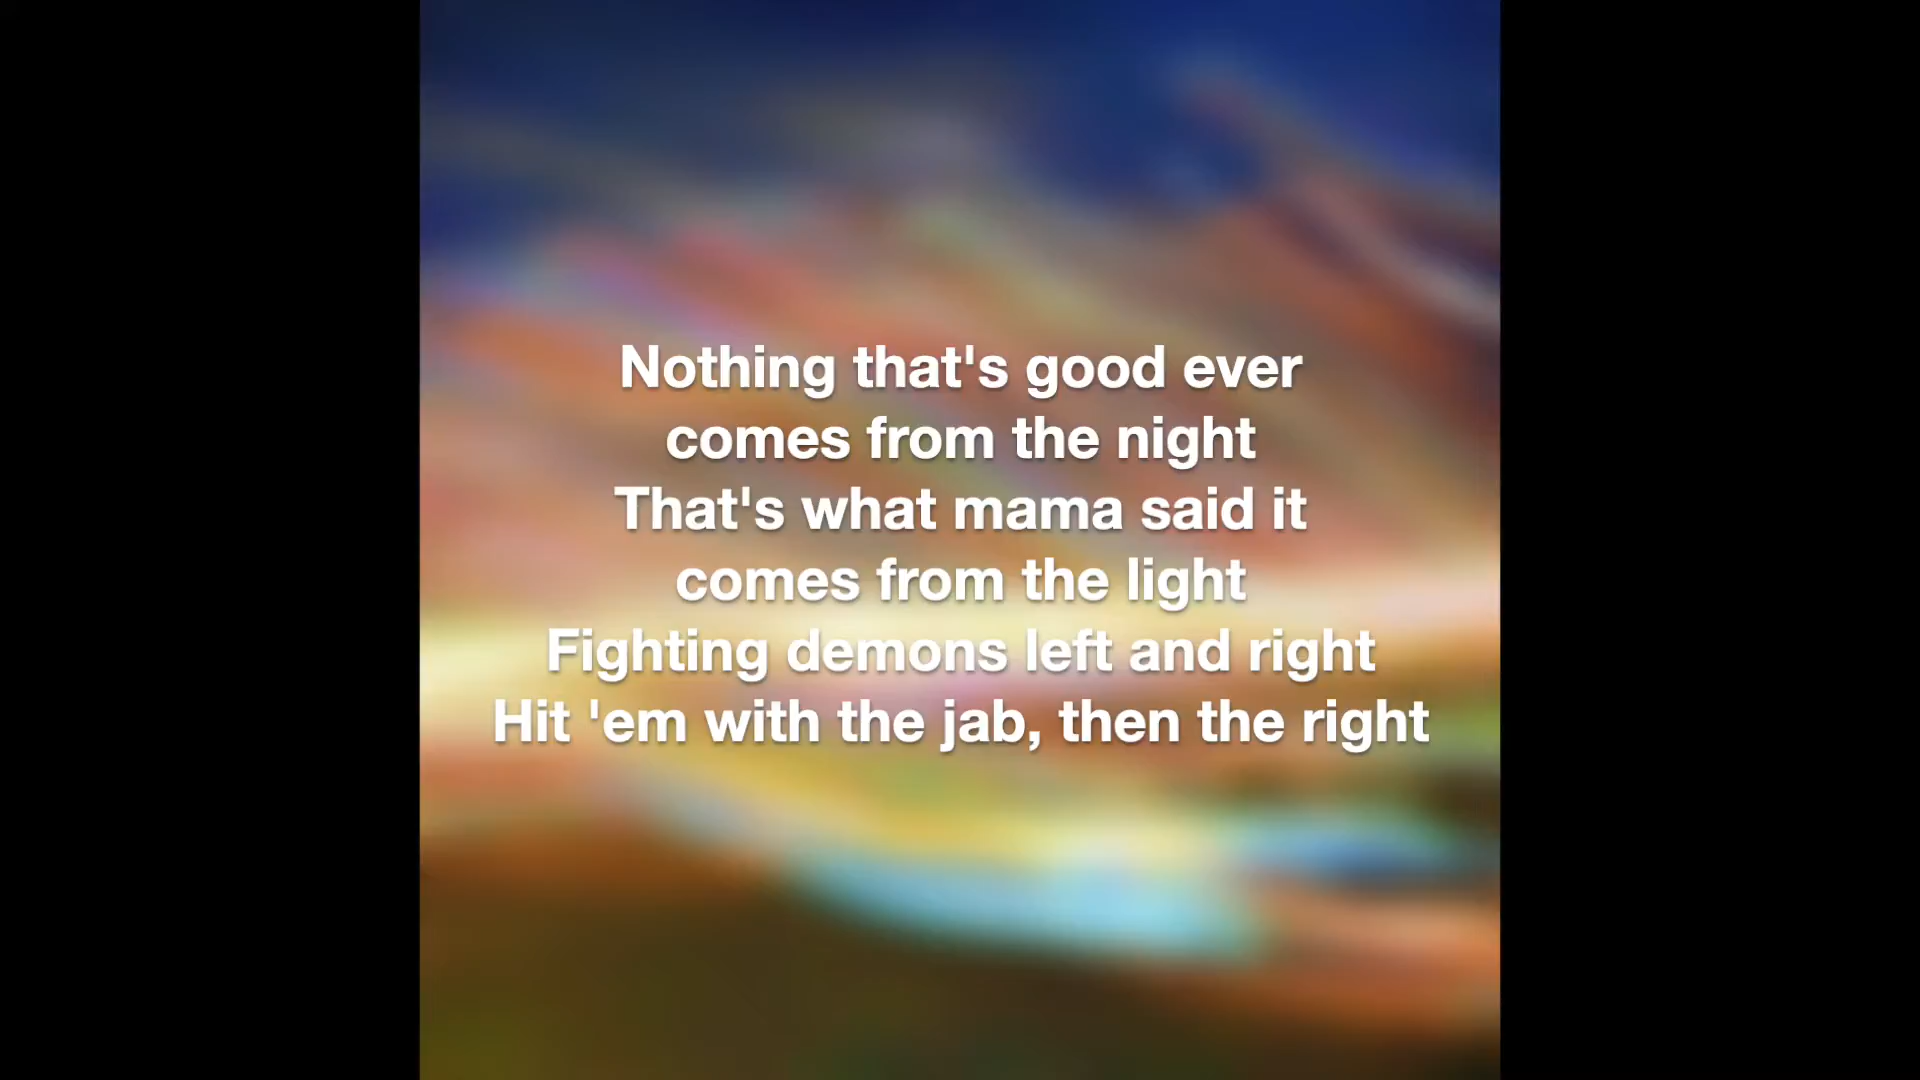 Nothing that's good ever
comes from the night
That's what mama said it
comes from the light
Fighting demons left and right
Hit 'em with the jab, then the right